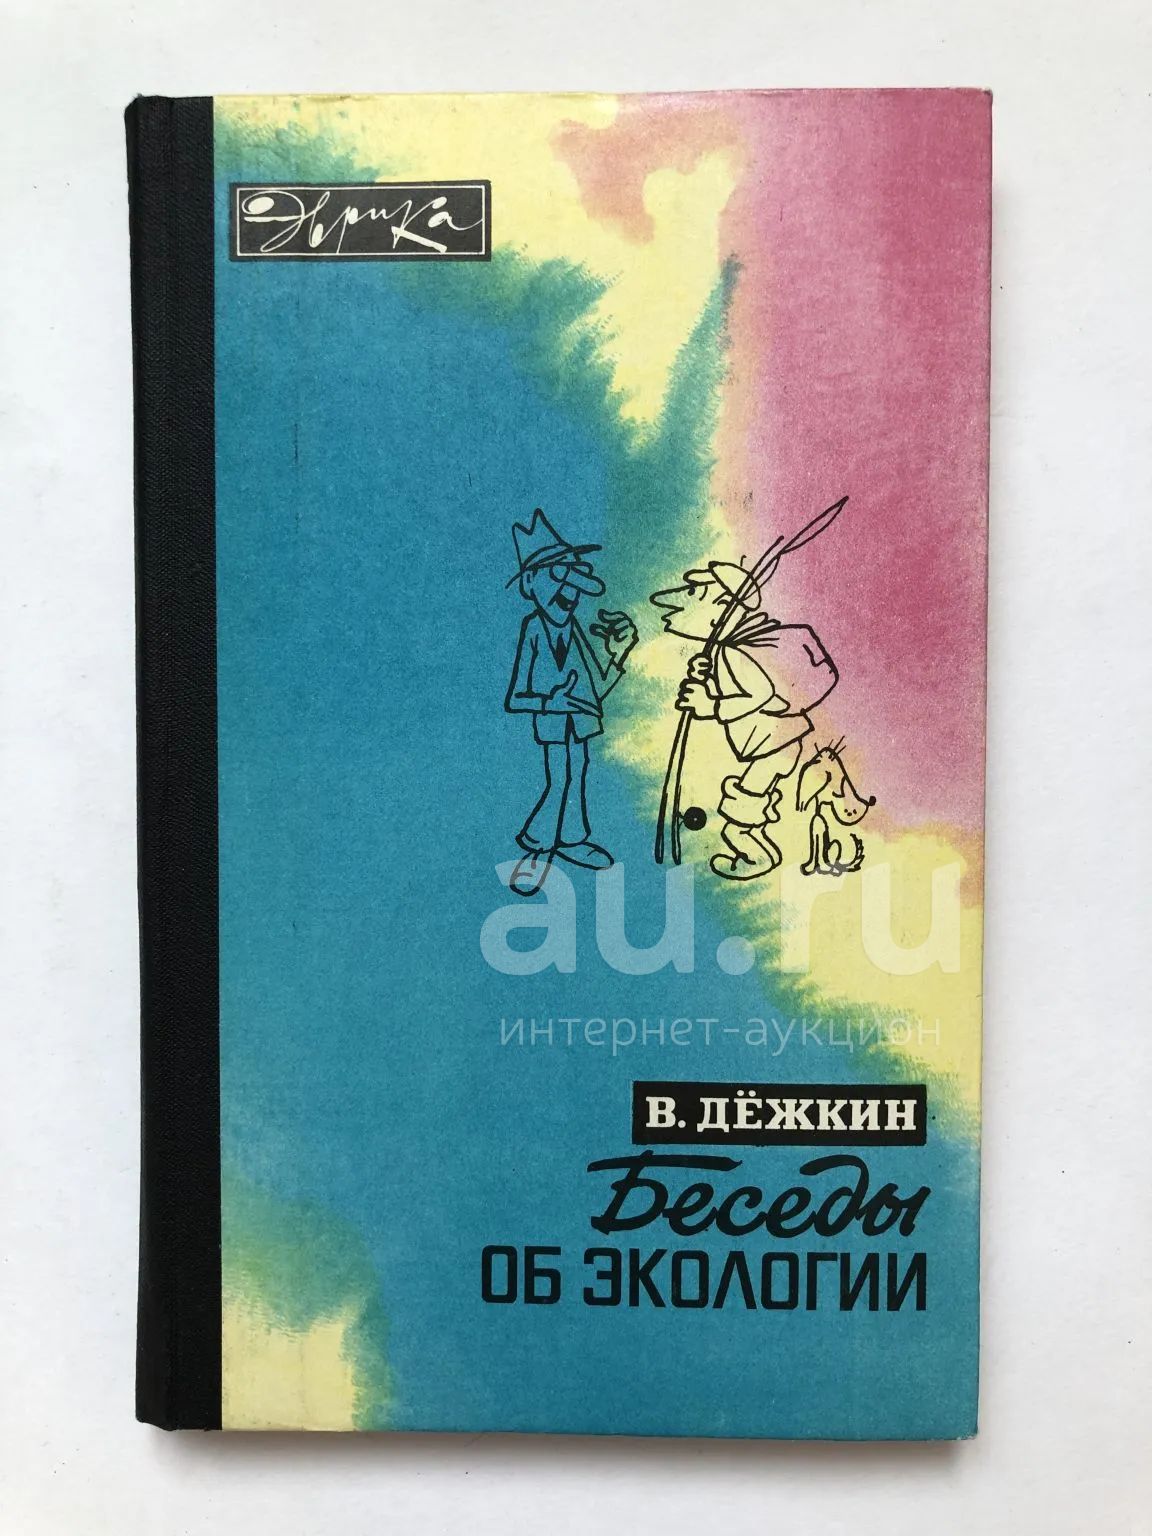 Эврика
au.ru
интернет-аукцион
В. ДЁЖКИН
Беседы
ОБ ЭКОЛОГИИ